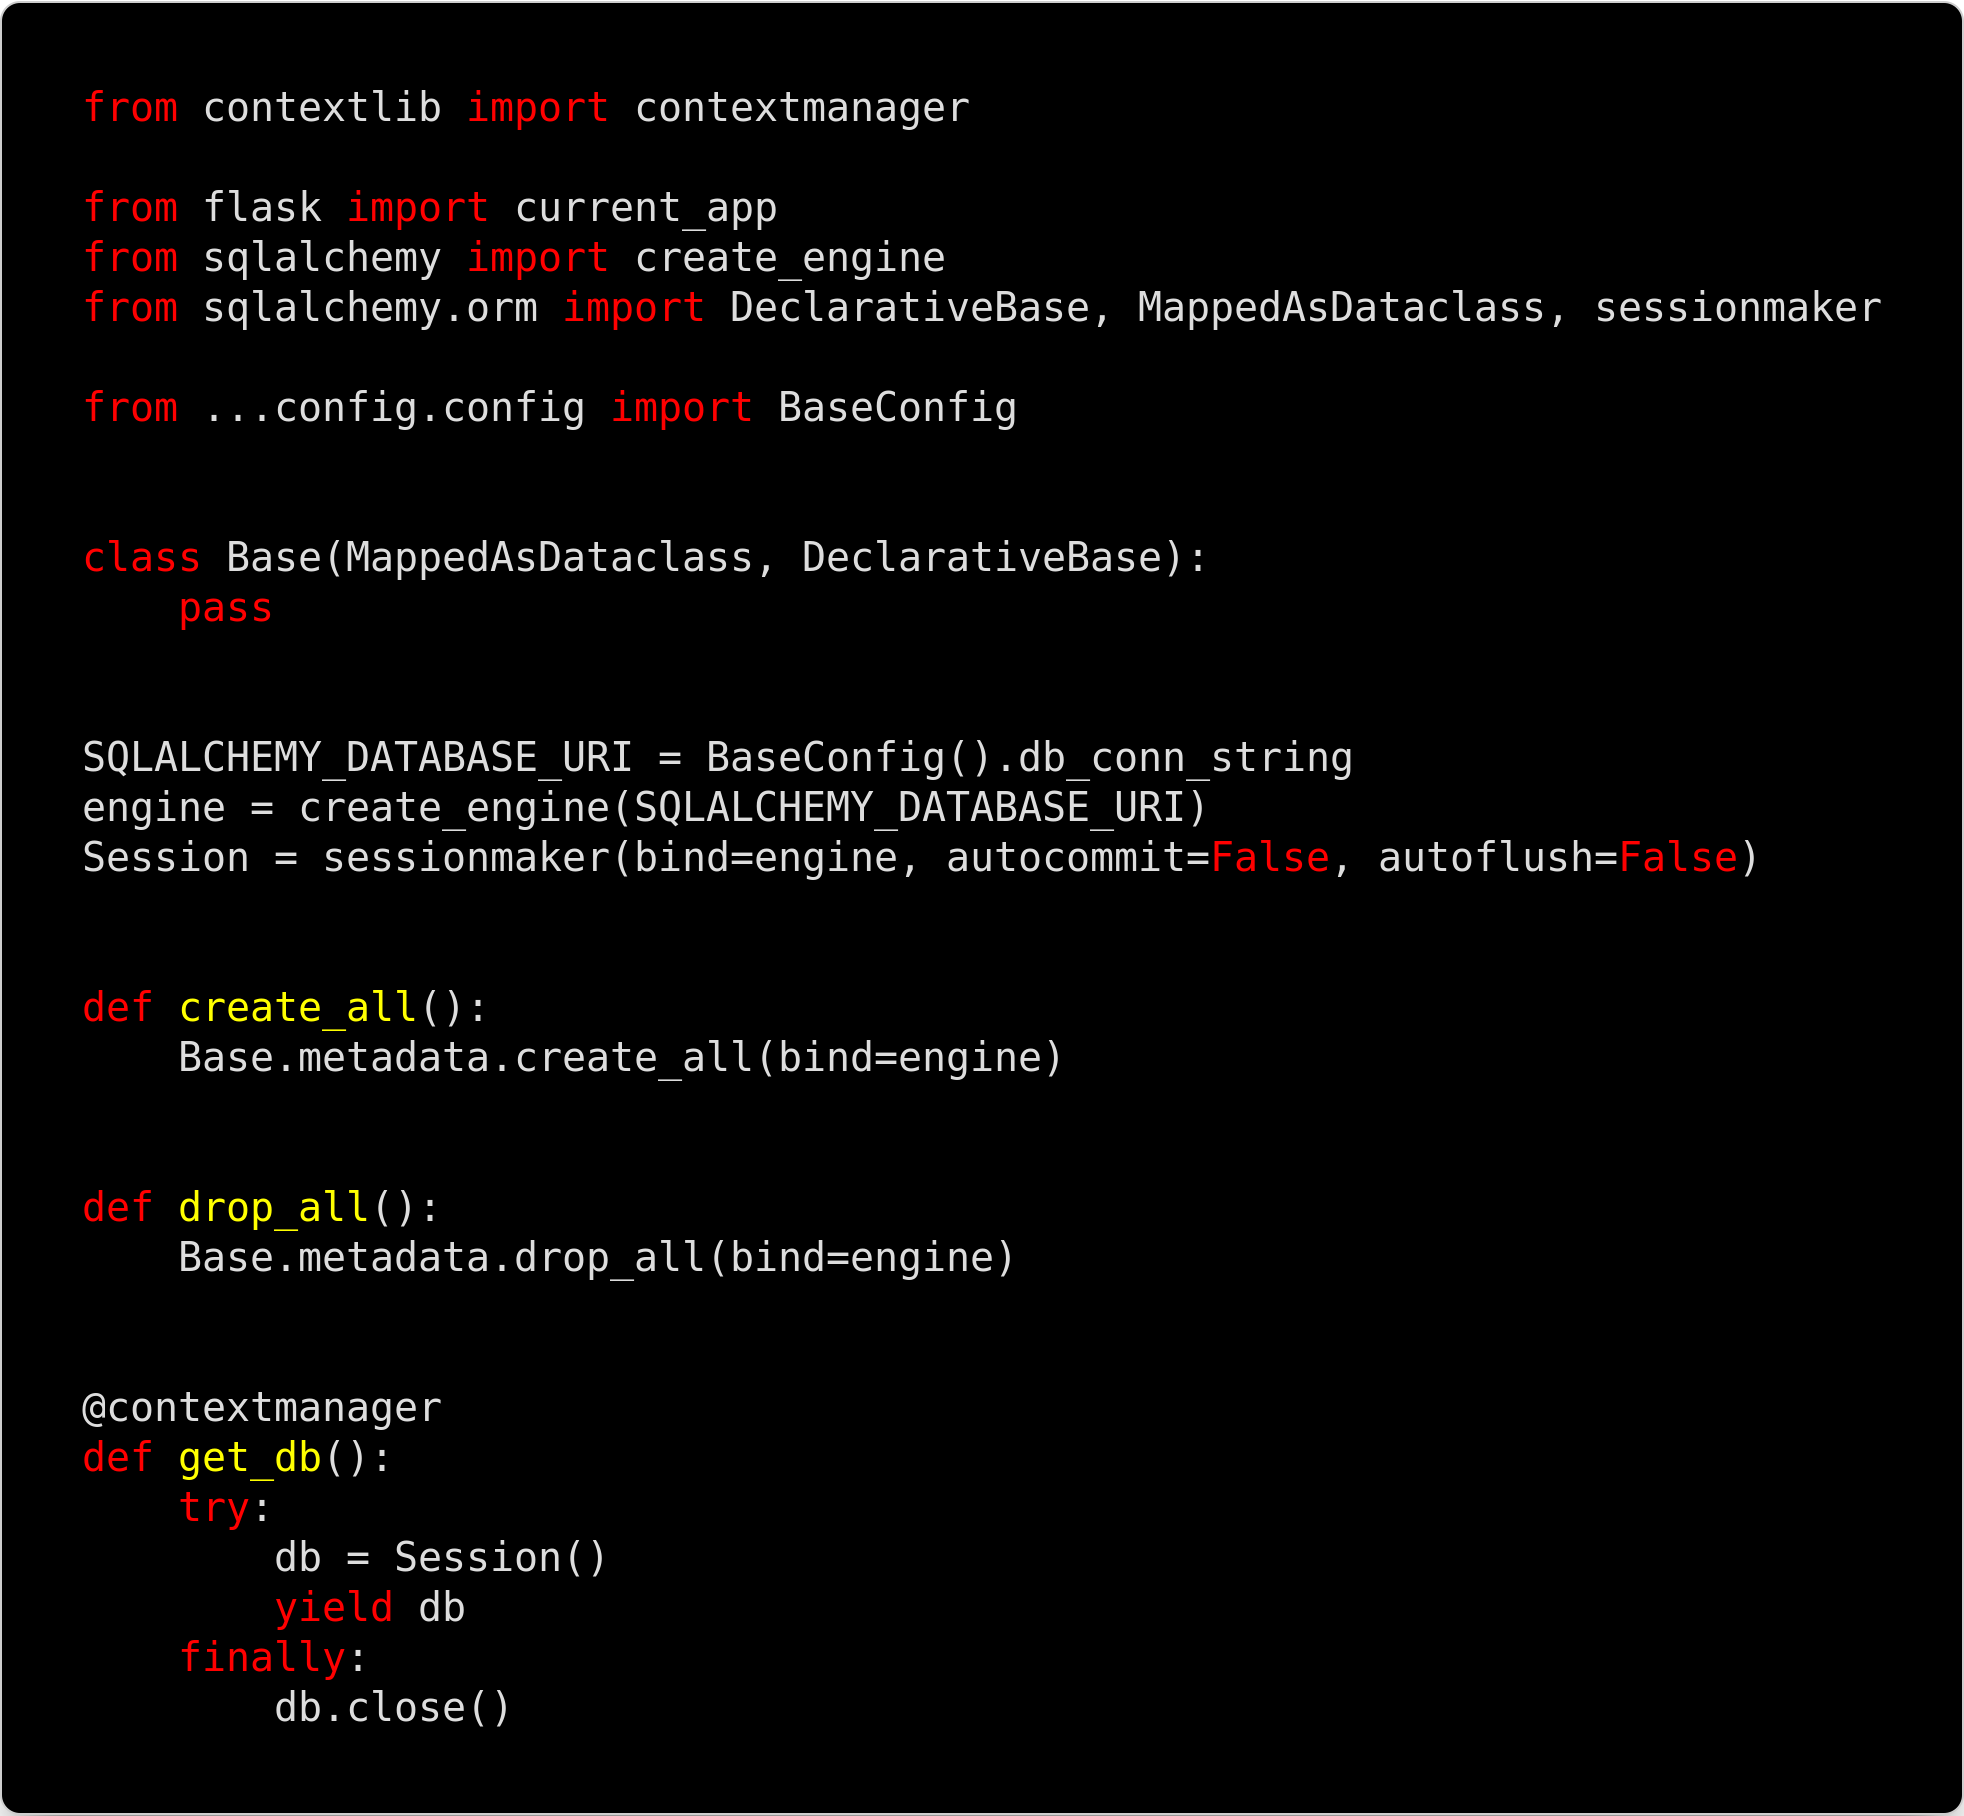 from contextlib import contextmanager

from flask import current_app
from sqlalchemy import create_engine
from sqlalchemy.orm import DeclarativeBase, MappedAsDataclass, sessionmaker

from ...config.config import BaseConfig


class Base(MappedAsDataclass, DeclarativeBase):
    pass


SQLALCHEMY_DATABASE_URI = BaseConfig().db_conn_string
engine = create_engine(SQLALCHEMY_DATABASE_URI)
Session = sessionmaker(bind=engine, autocommit=False, autoflush=False)


def create_all():
    Base.metadata.create_all(bind=engine)


def drop_all():
    Base.metadata.drop_all(bind=engine)


@contextmanager
def get_db():
    try:
        db = Session()
        yield db
    finally:
        db.close()